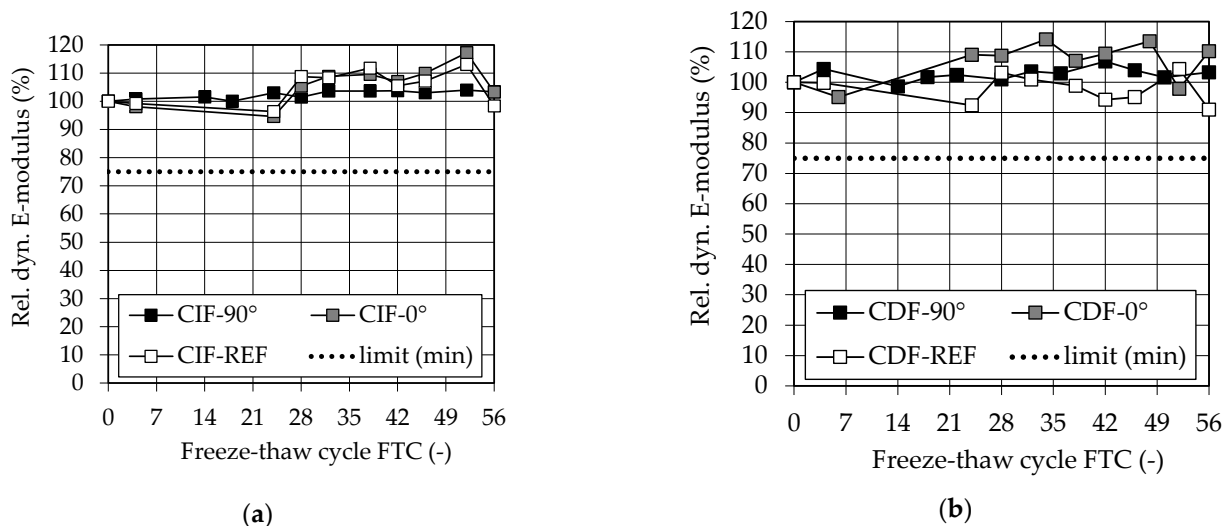 Rel. dyn. E-modulus (%)
120
110
100
90
80
70
60
50
40
30
20
10
0
CIF-90° CIF-0°
CIF-REF limit (min)
0 7 14 21 28 35 42 49 56
Freeze-thaw cycle FTC (-)
(a)
Rel. dyn. E-modulus (%)
120
110
100
90
80
70
60
50
40
30
20
10
0
CDF-90° CDF-0°
CDF-REF limit (min)
0 7 14 21 28 35 42 49 56
Freeze-thaw cycle FTC (-)
(b)